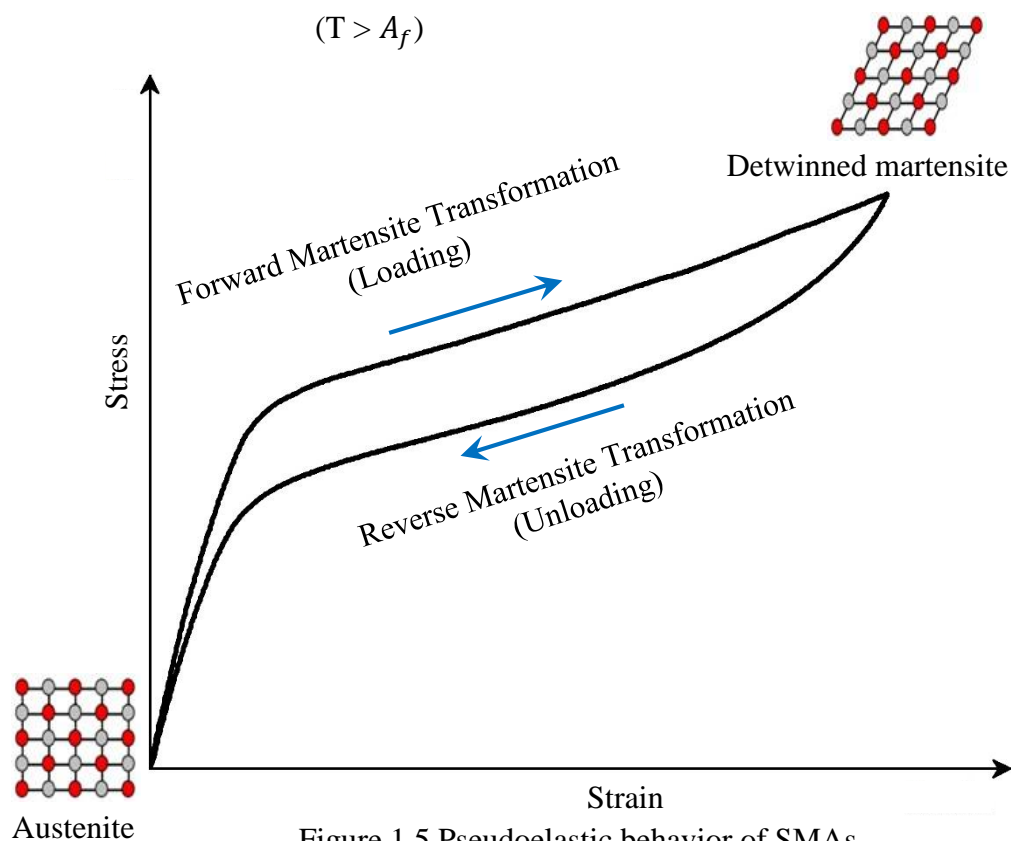 (T > A_f)
Detwinned martensite
Forward Martensite Transformation
(Loading)
Stress
Reverse Martensite Transformation
(Unloading)
Strain
Austenite
Figure 1.5 Pseudoelastic behavior of SMAs